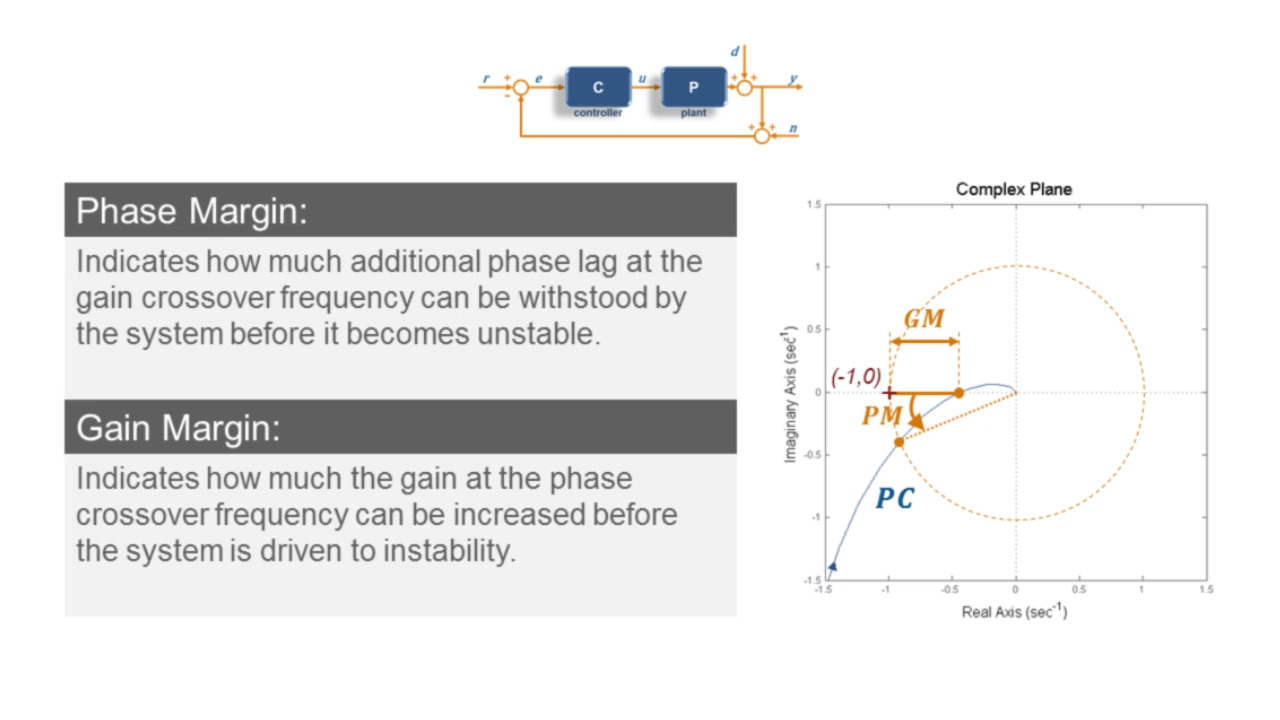 d
r + e u + + y
-
C P
controller plant
+ + n
Phase Margin:
Indicates how much additional phase lag at the
gain crossover frequency can be withstood by
the system before it becomes unstable.
Gain Margin:
Indicates how much the gain at the phase
crossover frequency can be increased before
the system is driven to instability.
Complex Plane
1.5
1
0.5
0
-0.5
-1
-1.5
Imaginary Axis (sec¹)
GM
(-1,0)
PM
PC
-1.5 -1 -0.5 0 0.5 1 1.5
Real Axis (sec⁻¹)